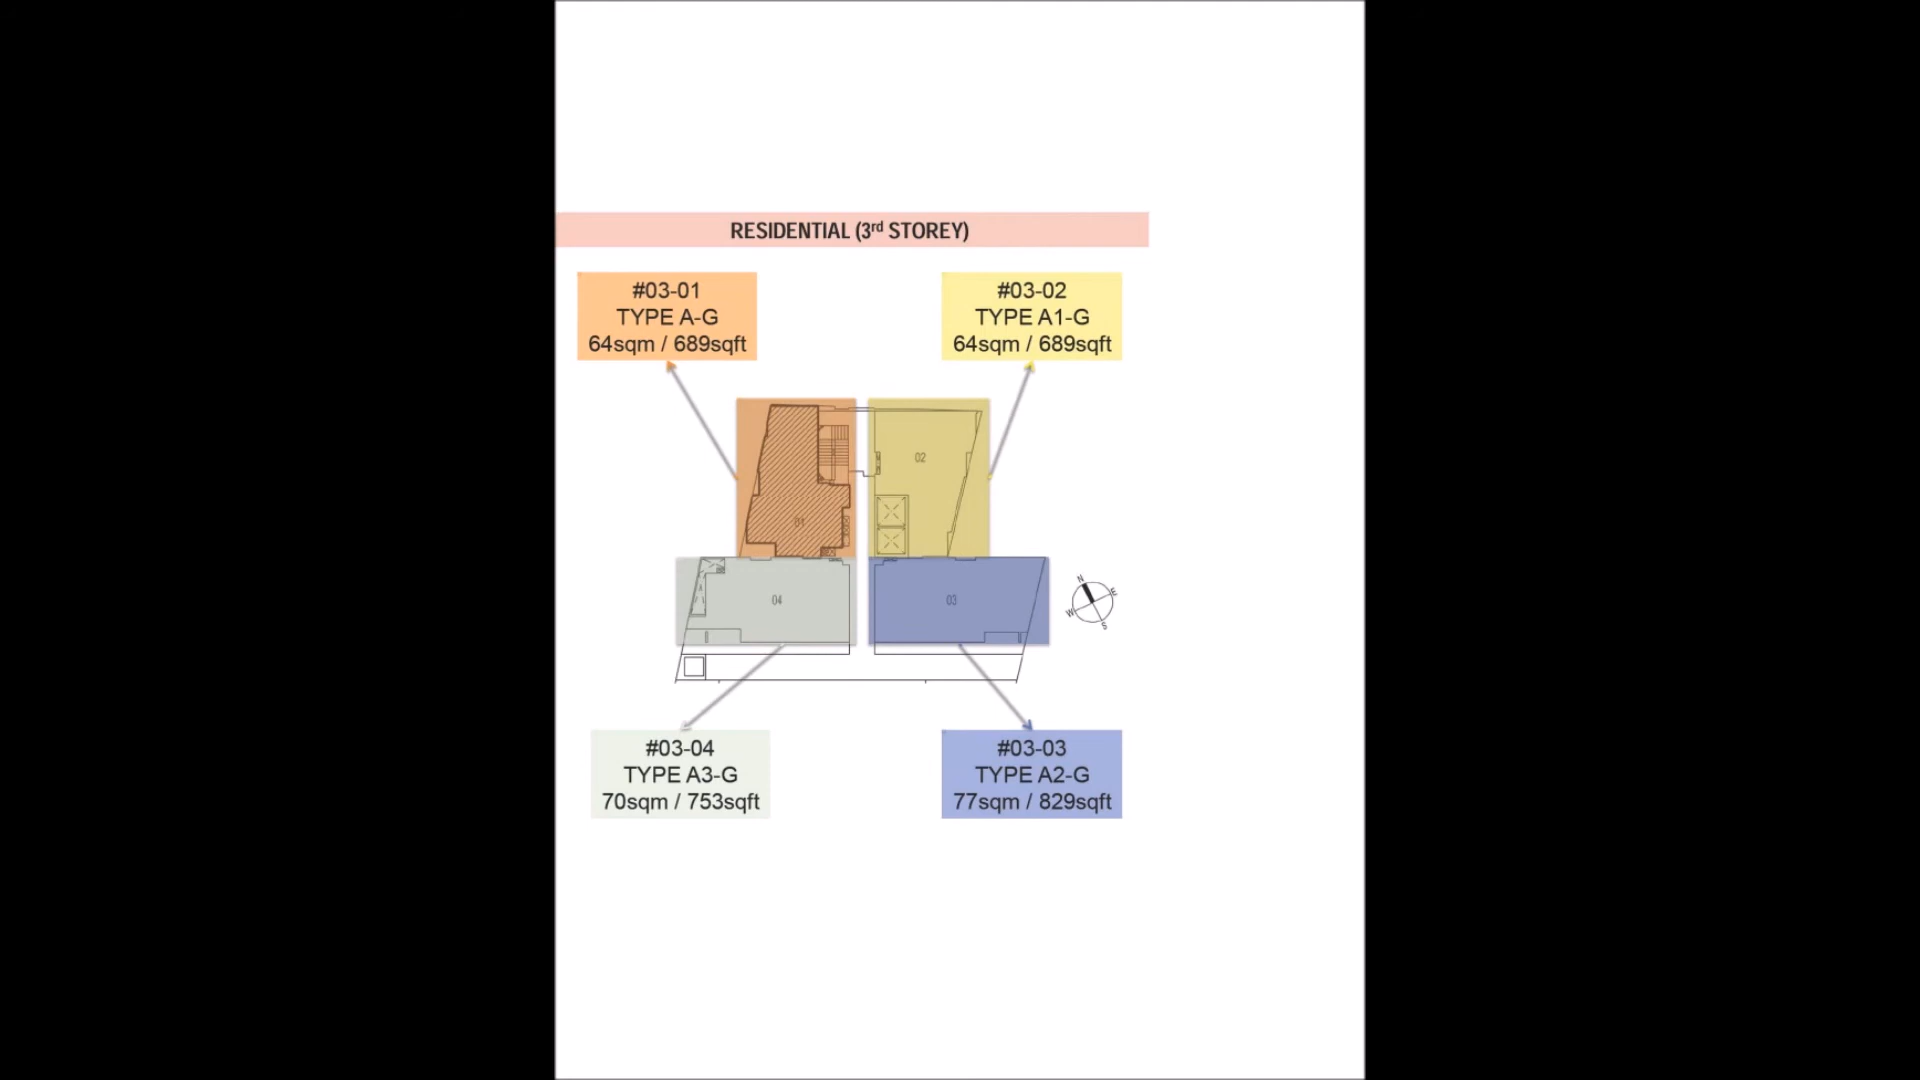 RESIDENTIAL (3rd STOREY)
#03-01
TYPE A-G
64sqm / 689sqft
#03-02
TYPE A1-G
64sqm / 689sqft
02
01
04
03
N
E
W
S
#03-04
TYPE A3-G
70sqm / 753sqft
#03-03
TYPE A2-G
77sqm / 829sqft